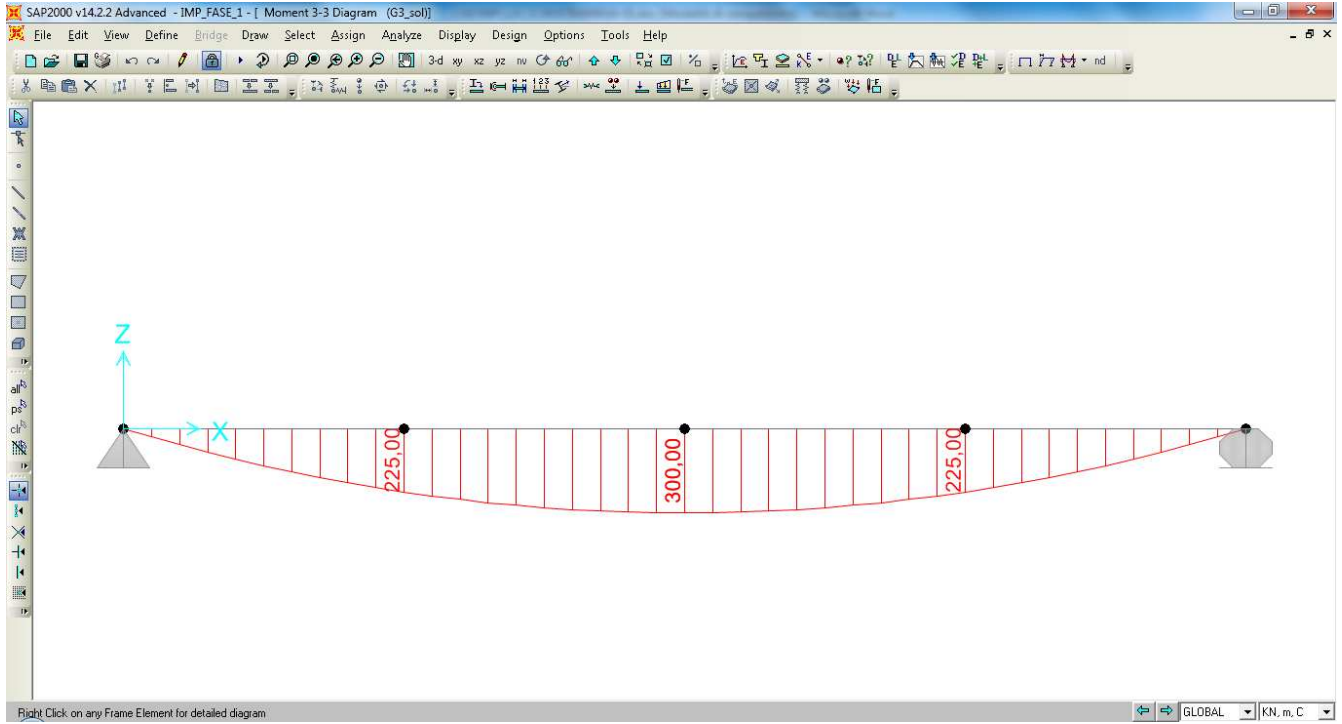 SAP2000 v14.2.2 Advanced - IMP_FASE_1 - [ Moment 3-3 Diagram (G3_sol)]
File Edit View Define Bridge Draw Select Assign Analyze Display Design Options Tools Help
3-d xy xz yz nv
nd
all
ps
clr
Z
X
225,00
300,00
225,00
Right Click on any Frame Element for detailed diagram
GLOBAL
KN, m, C